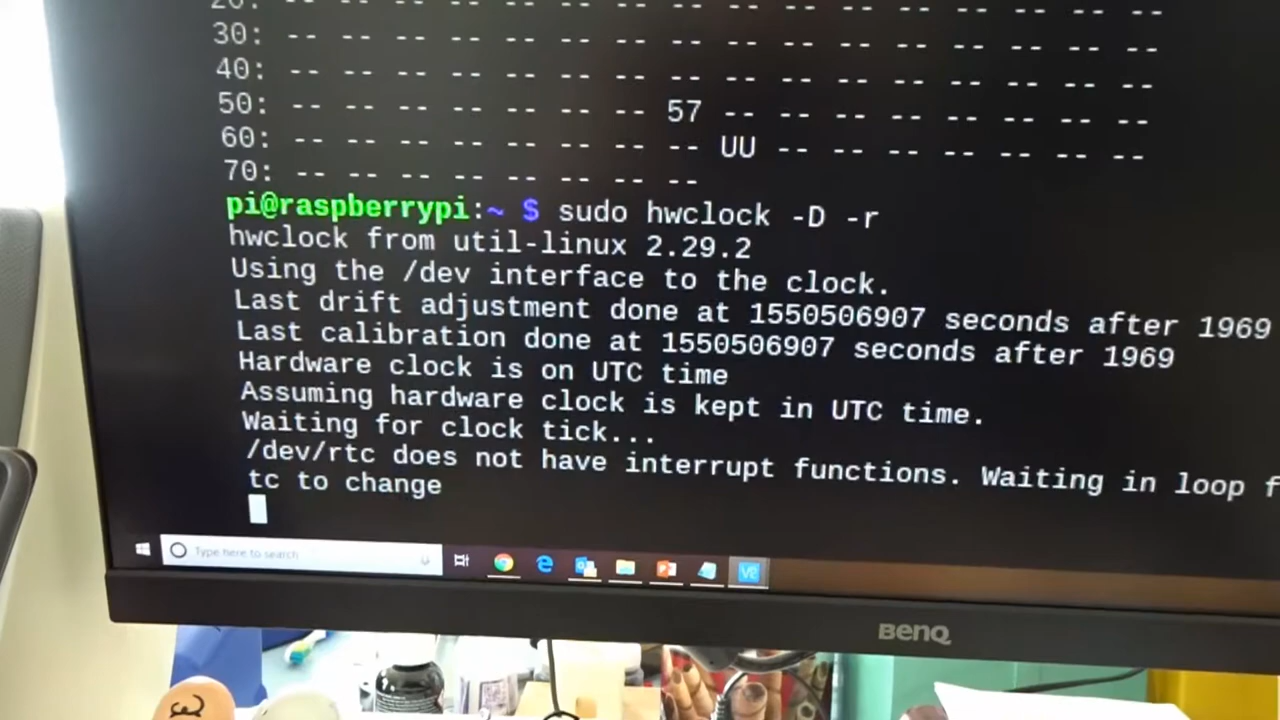 20: -- -- -- -- -- -- -- -- -- -- -- -- -- -- -- --
30: -- -- -- -- -- -- -- -- -- -- -- -- -- -- -- --
40: -- -- -- -- -- -- -- -- -- -- -- -- -- -- -- --
50: -- -- -- -- -- -- -- 57 -- -- -- -- -- -- -- --
60: -- -- -- -- -- -- -- -- UU -- -- -- -- -- -- --
70: -- -- -- -- -- -- -- --
pi@raspberrypi:~ $ sudo hwclock -D -r
hwclock from util-linux 2.29.2
Using the /dev interface to the clock.
Last drift adjustment done at 1550506907 seconds after 1969
Last calibration done at 1550506907 seconds after 1969
Hardware clock is on UTC time
Assuming hardware clock is kept in UTC time.
Waiting for clock tick...
/dev/rtc does not have interrupt functions. Waiting in loop f
tc to change
Type here to search
BenQ